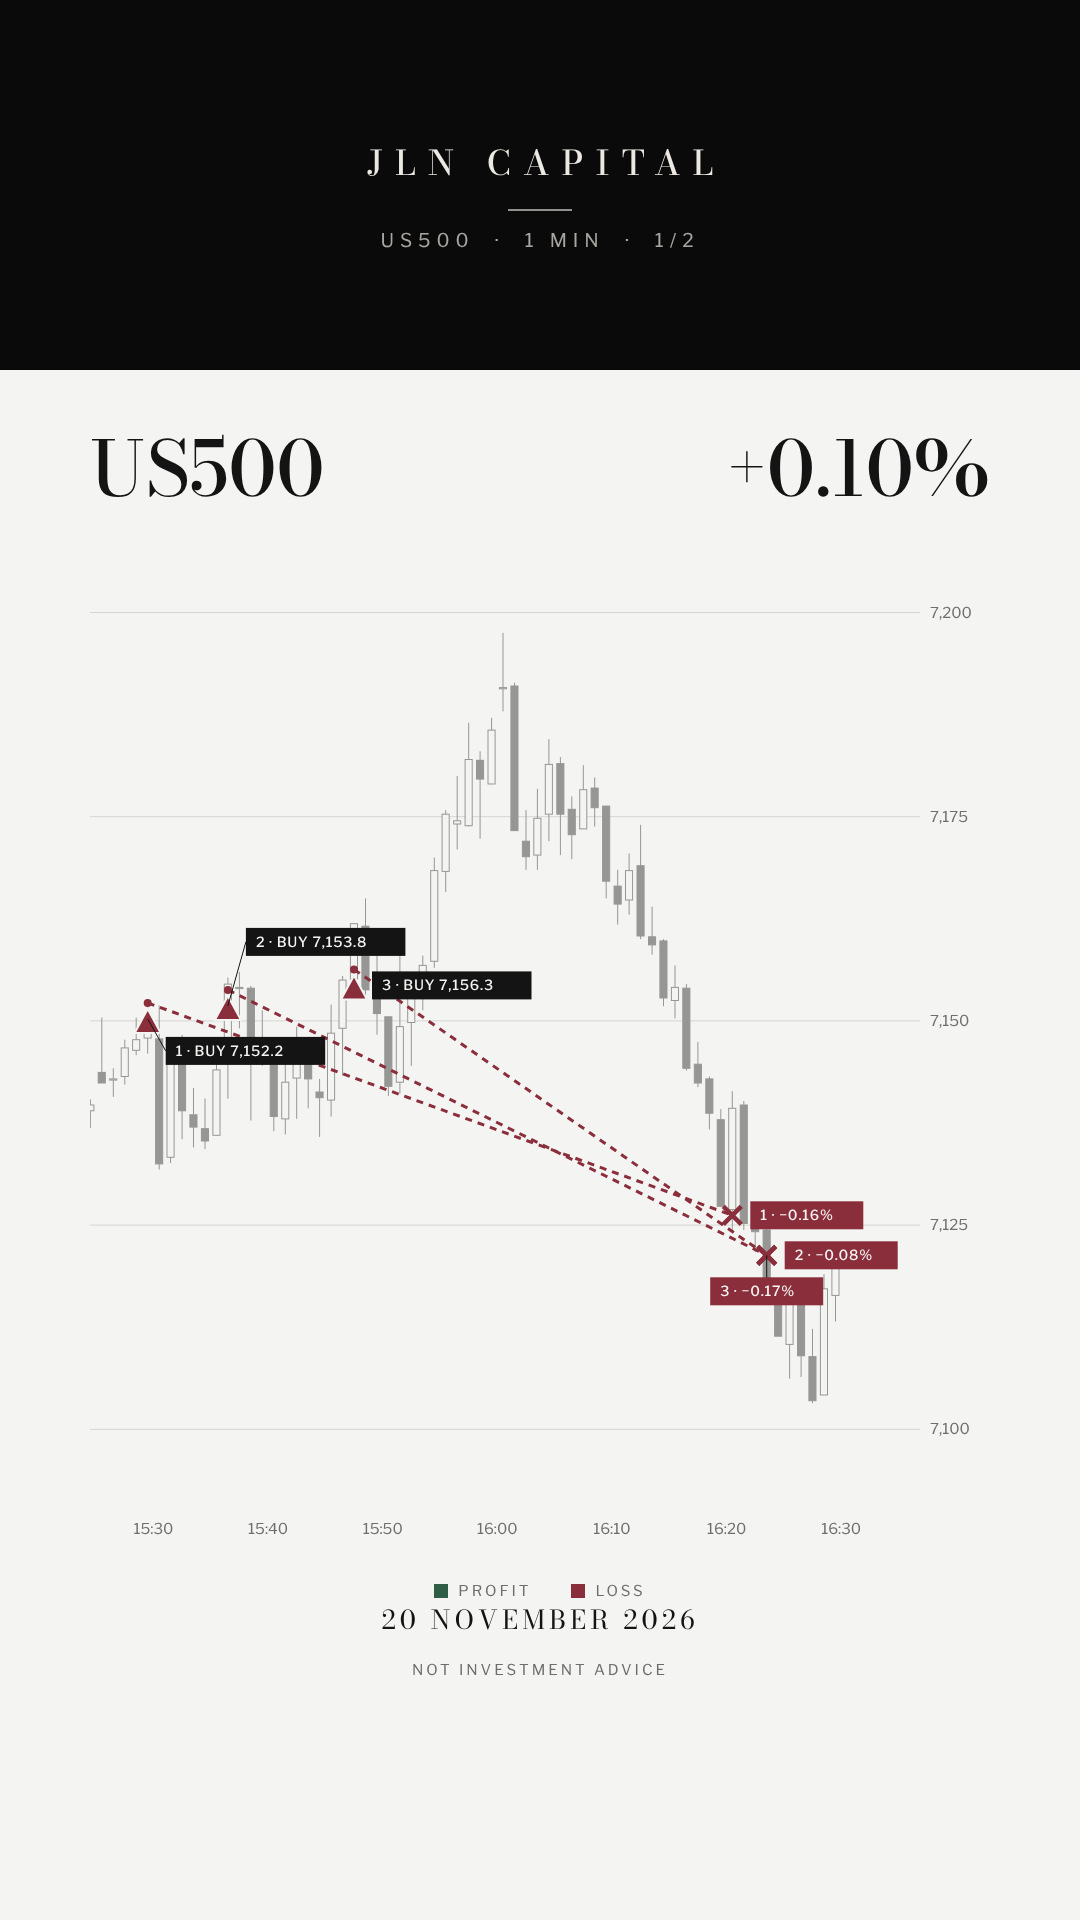 JLN CAPITAL
US500 · 1 MIN · 1/2
US500
+0.10%
7,200
7,175
2 · BUY 7,153.8
3 · BUY 7,156.3
7,150
1 · BUY 7,152.2
1 · −0.16%
7,125
2 · −0.08%
3 · −0.17%
7,100
15:30 15:40 15:50 16:00 16:10 16:20 16:30
PROFIT LOSS
20 NOVEMBER 2026
NOT INVESTMENT ADVICE